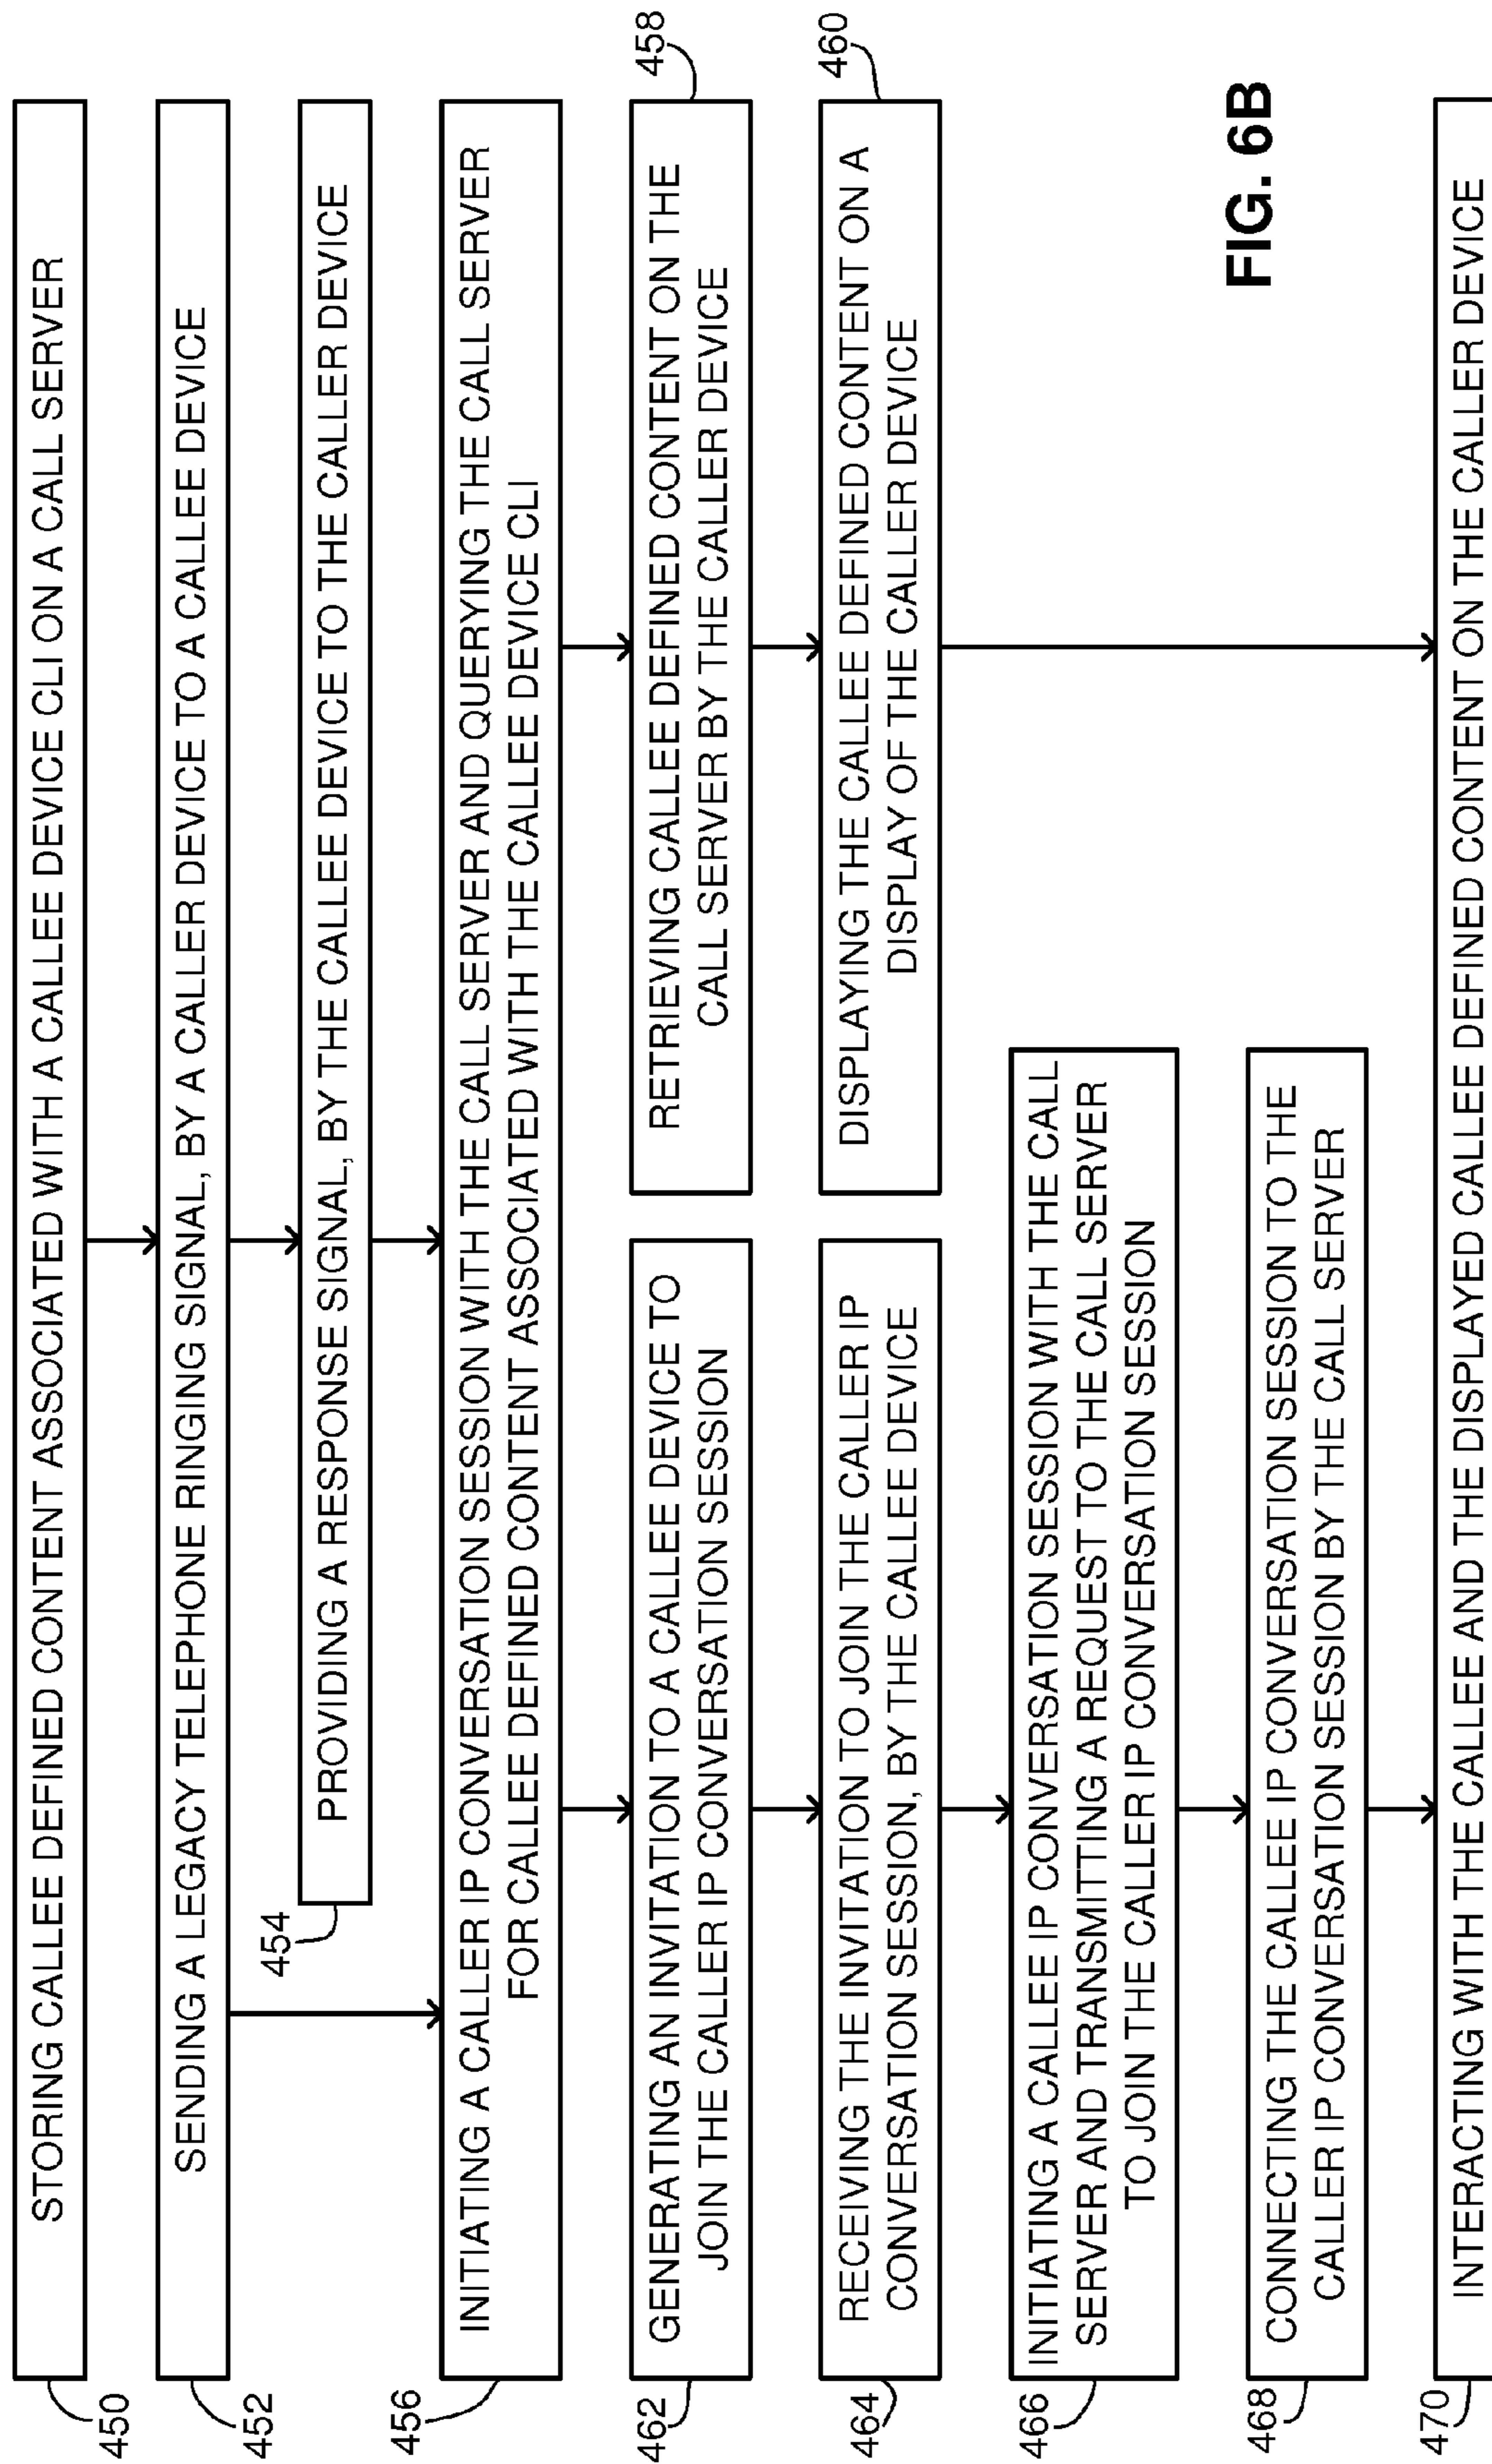 450
STORING CALLEE DEFINED CONTENT ASSOCIATED WITH A CALLEE DEVICE CLI ON A CALL SERVER
452
SENDING A LEGACY TELEPHONE RINGING SIGNAL, BY A CALLER DEVICE TO A CALLEE DEVICE
454
PROVIDING A RESPONSE SIGNAL, BY THE CALLEE DEVICE TO THE CALLER DEVICE
456
INITIATING A CALLER IP CONVERSATION SESSION WITH THE CALL SERVER AND QUERYING THE CALL SERVER
FOR CALLEE DEFINED CONTENT ASSOCIATED WITH THE CALLEE DEVICE CLI
462
GENERATING AN INVITATION TO A CALLEE DEVICE TO
JOIN THE CALLER IP CONVERSATION SESSION
458
RETRIEVING CALLEE DEFINED CONTENT ON THE
CALL SERVER BY THE CALLER DEVICE
464
RECEIVING THE INVITATION TO JOIN THE CALLER IP
CONVERSATION SESSION, BY THE CALLEE DEVICE
460
DISPLAYING THE CALLEE DEFINED CONTENT ON A
DISPLAY OF THE CALLER DEVICE
466
INITIATING A CALLEE IP CONVERSATION SESSION WITH THE CALL
SERVER AND TRANSMITTING A REQUEST TO THE CALL SERVER
TO JOIN THE CALLER IP CONVERSATION SESSION
468
CONNECTING THE CALLEE IP CONVERSATION SESSION TO THE
CALLER IP CONVERSATION SESSION BY THE CALL SERVER
FIG. 6B
470
INTERACTING WITH THE CALLEE AND THE DISPLAYED CALLEE DEFINED CONTENT ON THE CALLER DEVICE